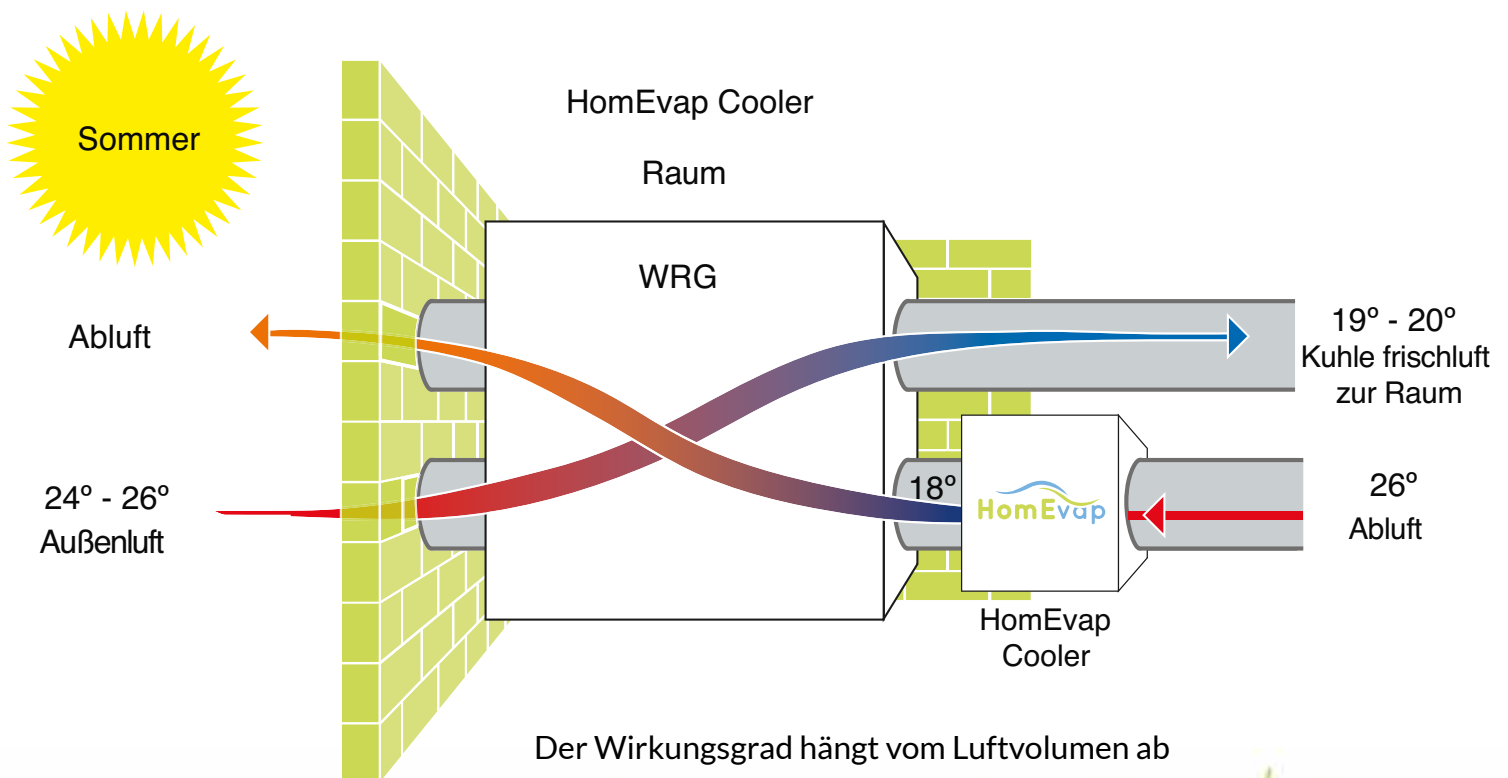 HomEvap Cooler
Sommer
Raum
WRG
Abluft
19º - 20º
Kuhle frischluft
zur Raum
24º - 26º
Außenluft
18º
HomEvap
26º
Abluft
HomEvap
Cooler
Der Wirkungsgrad hängt vom Luftvolumen ab